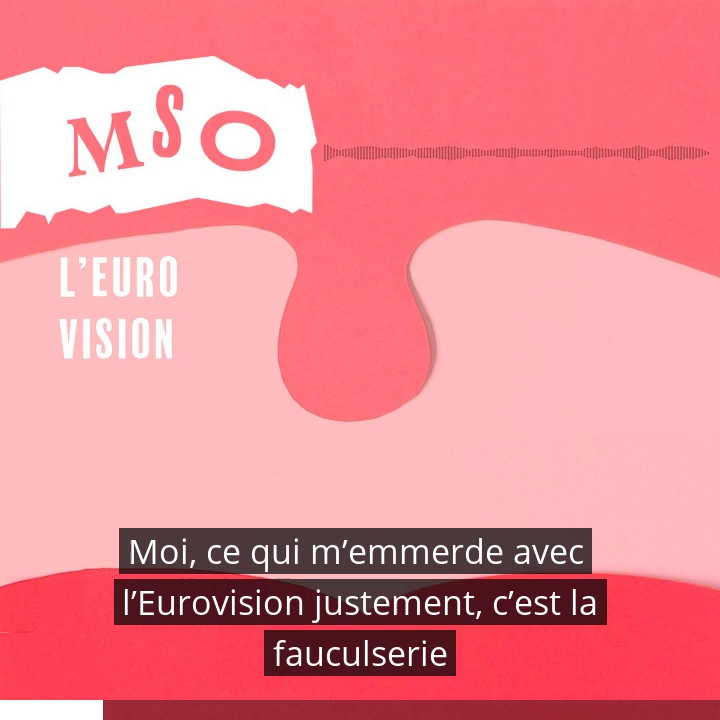 MSO
L’EURO
VISION
Moi, ce qui m’emmerde avec
l’Eurovision justement, c’est la
fauculserie